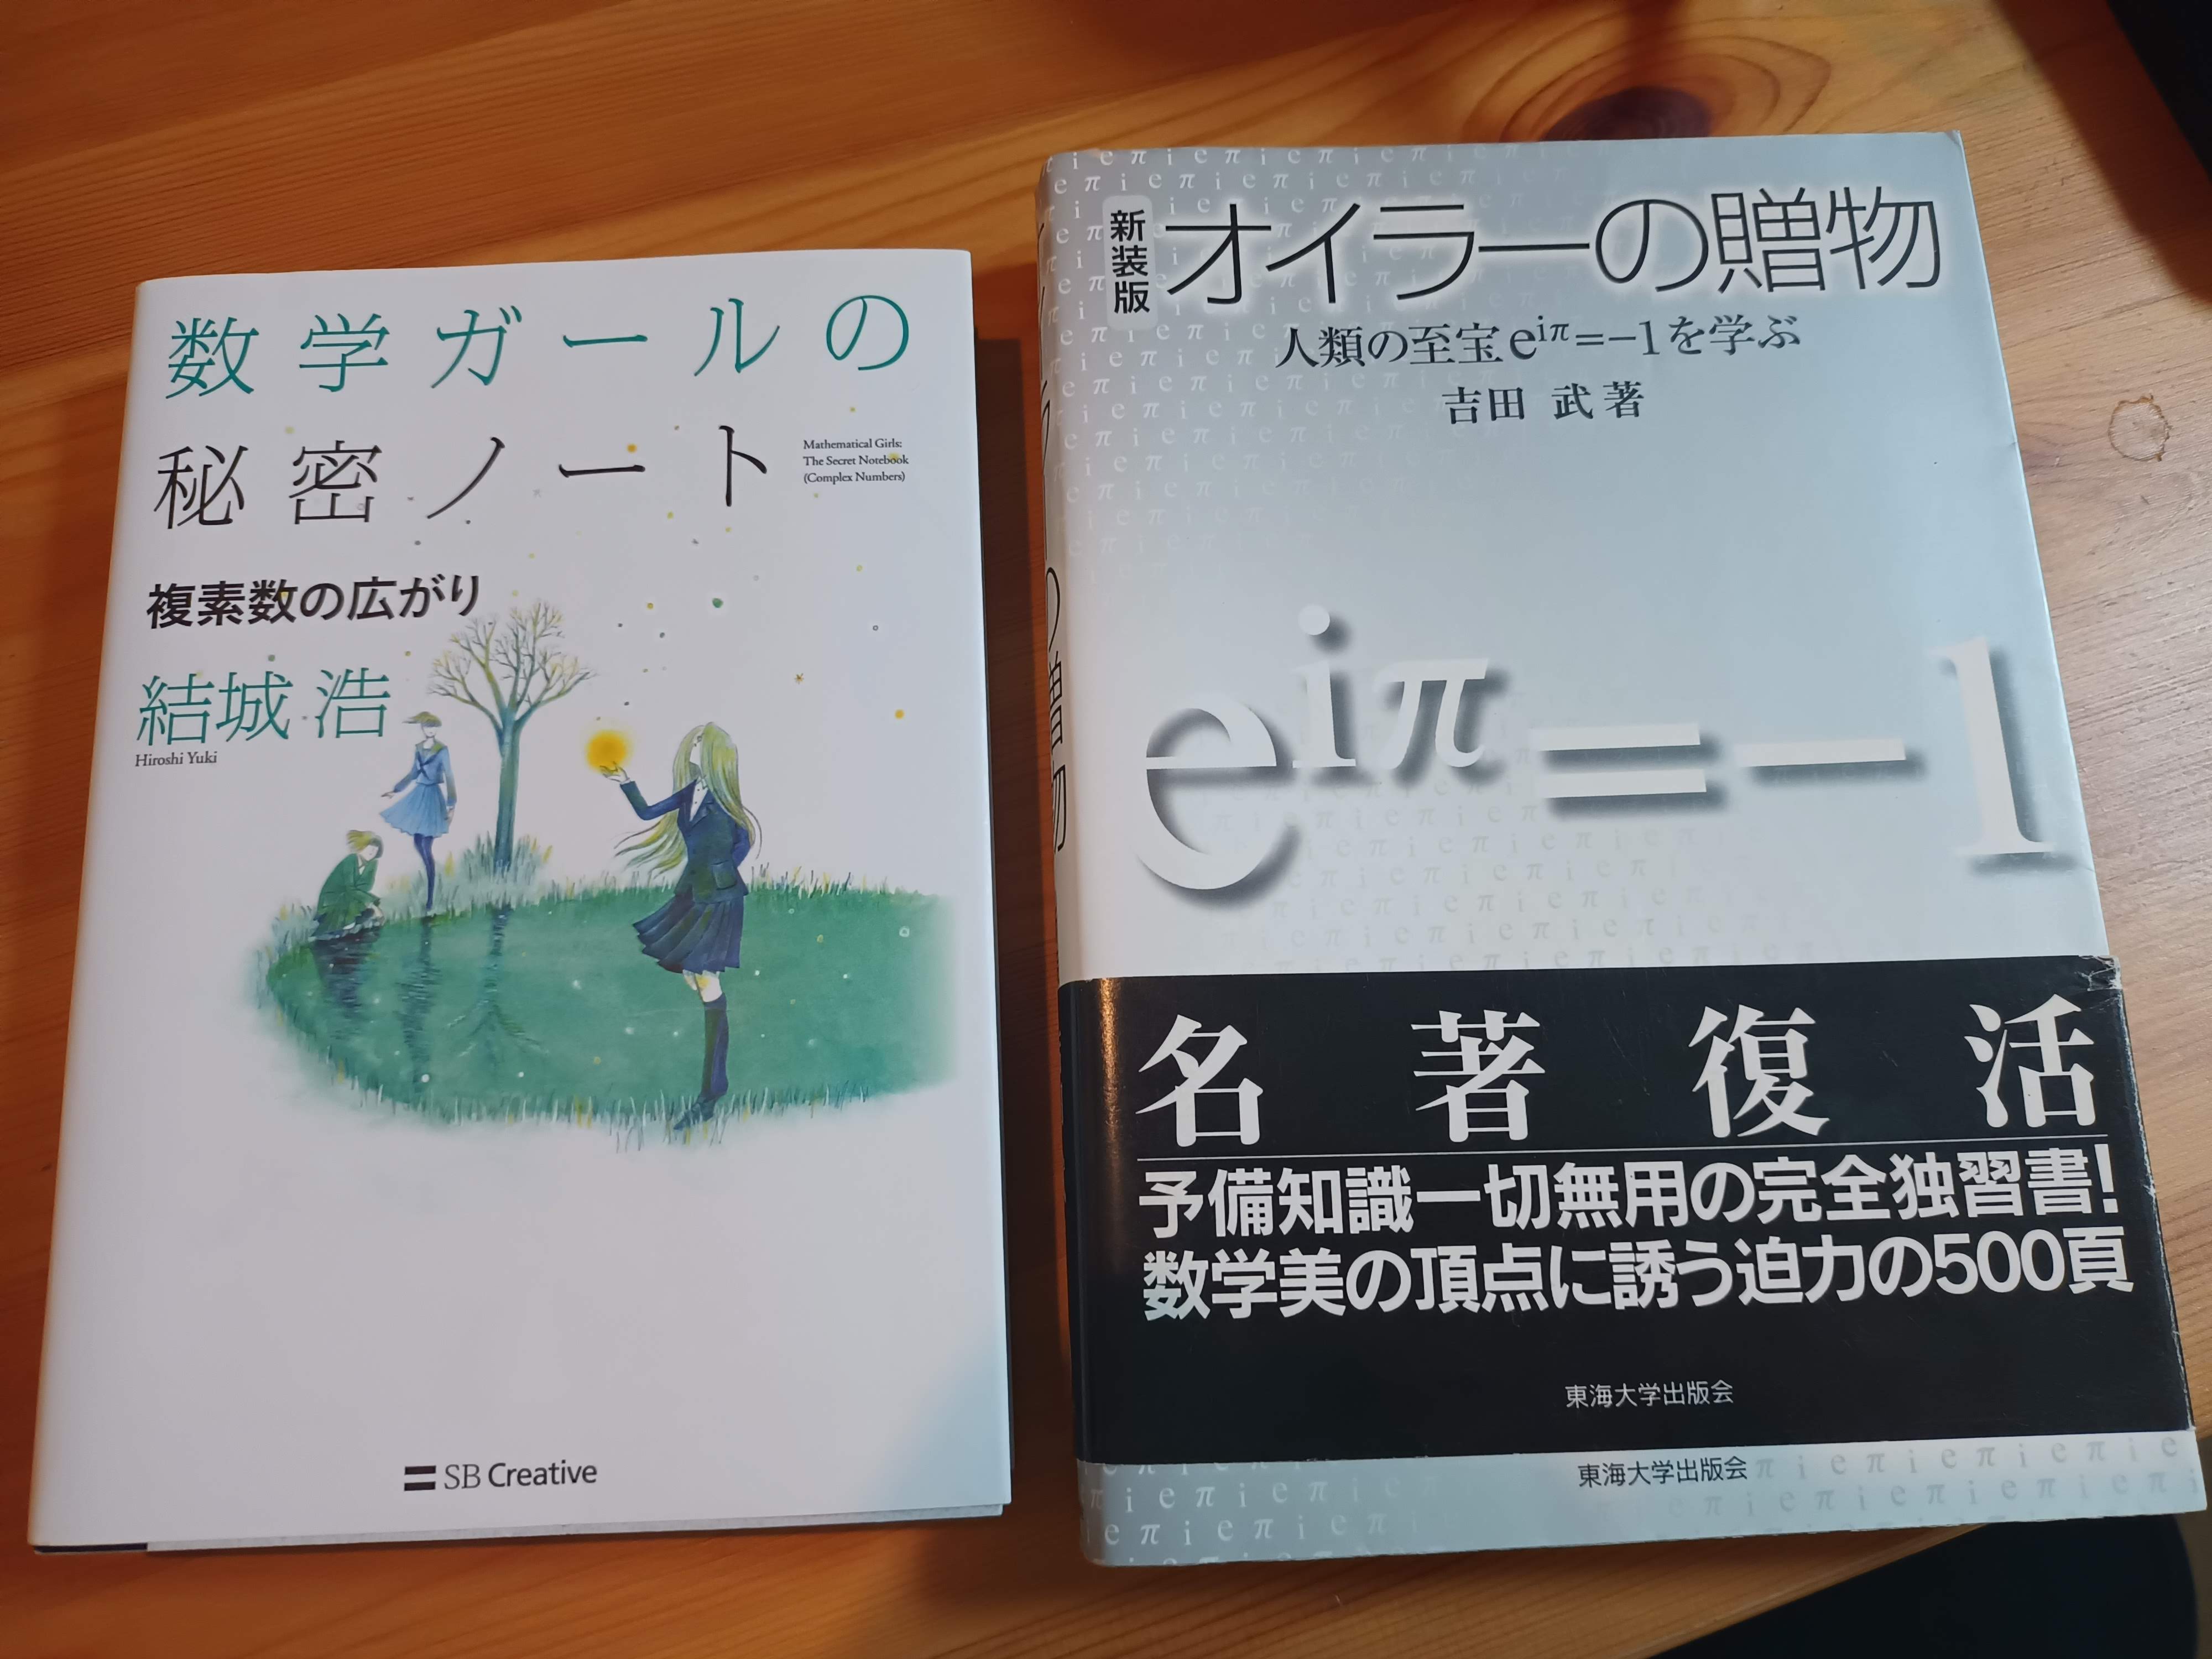 数学ガールの
秘密ノート
Mathematical Girls:
The Secret Notebook
(Complex Numbers)
複素数の広がり
結城 浩
Hiroshi Yuki
SB Creative
新装版
オイラーの贈物
人類の至宝e^iπ=−1を学ぶ
吉田 武 著
e^iπ=−1
名著復活
予備知識一切無用の完全独習書!
数学美の頂点に誘う迫力の500頁
東海大学出版会
東海大学出版会